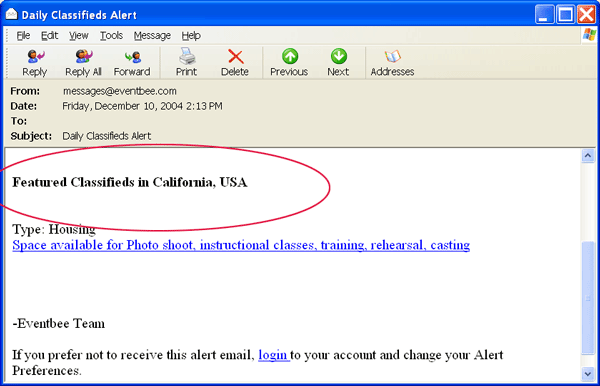 Daily Classifieds Alert
File Edit View Tools Message Help
Reply Reply All Forward Print Delete Previous Next Addresses
From: messages@eventbee.com
Date: Friday, December 10, 2004 2:13 PM
To:
Subject: Daily Classifieds Alert
Featured Classifieds in California, USA
Type: Housing
Space available for Photo shoot, instructional classes, training, rehearsal, casting
-Eventbee Team
If you prefer not to receive this alert email, login to your account and change your Alert
Preferences.